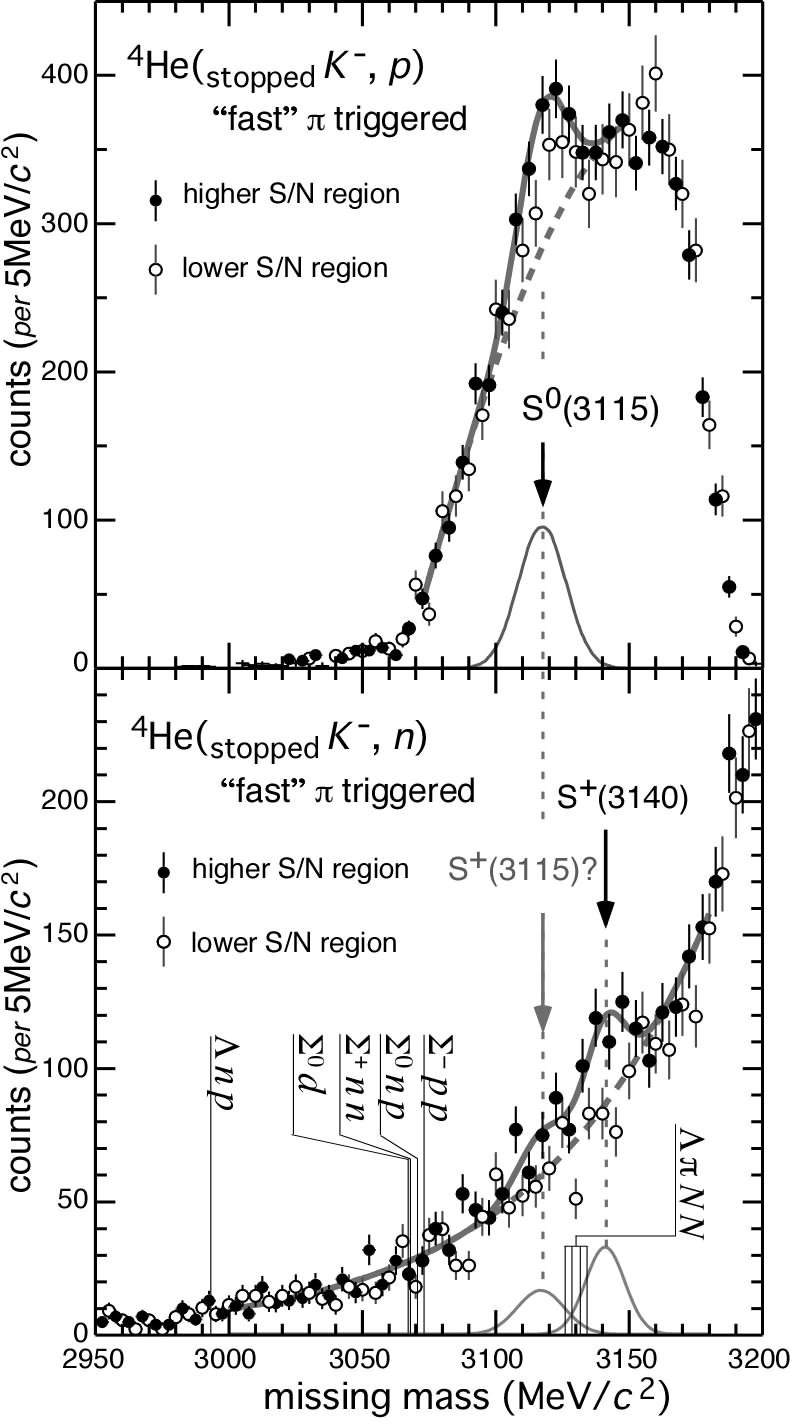 ⁴He(stopped K⁻, p)
“fast” π triggered
higher S/N region
lower S/N region
S⁰(3115)
counts (per 5MeV/c²)
400
300
200
100
0
⁴He(stopped K⁻, n)
“fast” π triggered
S⁺(3140)
S⁺(3115)?
higher S/N region
lower S/N region
counts (per 5MeV/c²)
200
150
100
50
0
Λnp
Σ⁰d
Σ⁺nn
Σ⁰np
Σ⁻pp
ΛπNN
2950 3000 3050 3100 3150 3200
missing mass (MeV/c²)